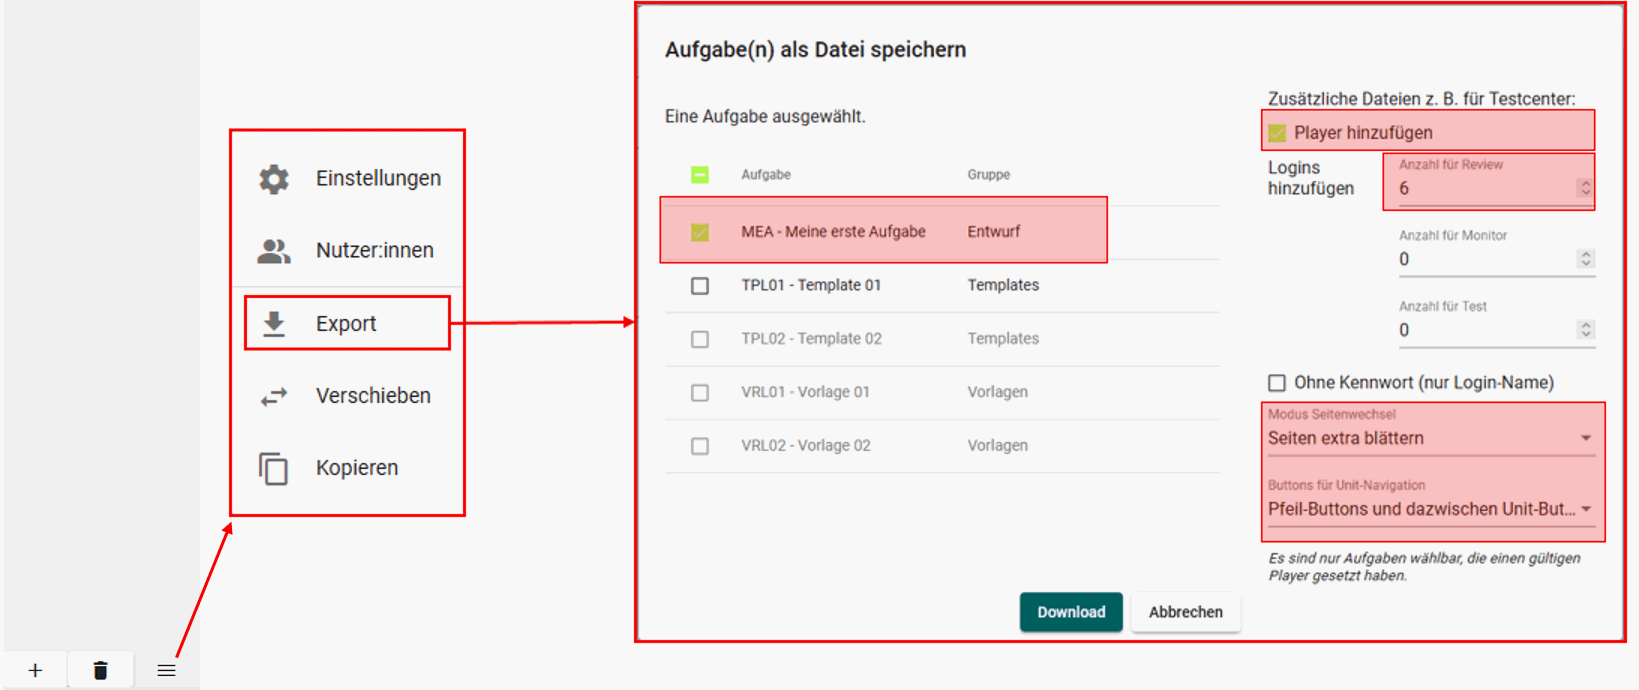 Einstellungen
Nutzer:innen
Export
Verschieben
Kopieren
Aufgabe(n) als Datei speichern
Eine Aufgabe ausgewählt.
Aufgabe Gruppe
MEA - Meine erste Aufgabe Entwurf
TPL01 - Template 01 Templates
TPL02 - Template 02 Templates
VRL01 - Vorlage 01 Vorlagen
VRL02 - Vorlage 02 Vorlagen
Zusätzliche Dateien z. B. für Testcenter:
Player hinzufügen
Logins
hinzufügen
Anzahl für Review
6
Anzahl für Monitor
0
Anzahl für Test
0
Ohne Kennwort (nur Login-Name)
Modus Seitenwechsel
Seiten extra blättern
Buttons für Unit-Navigation
Pfeil-Buttons und dazwischen Unit-But...
Es sind nur Aufgaben wählbar, die einen gültigen
Player gesetzt haben.
Download Abbrechen